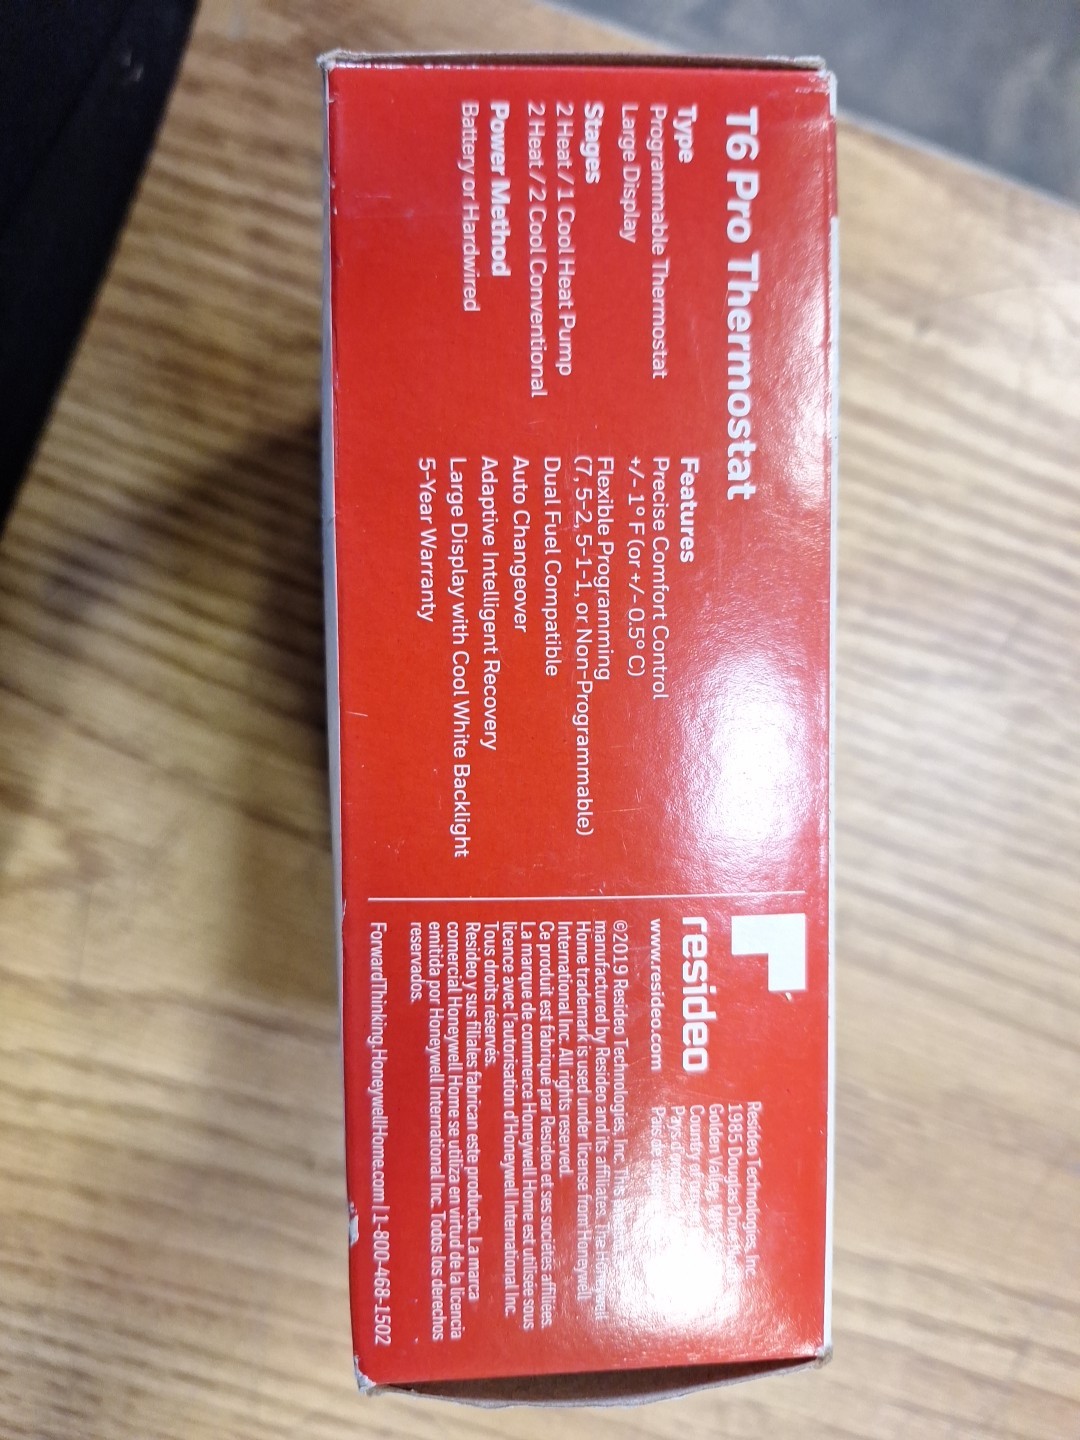 T6 Pro Thermostat
Type
Programmable Thermostat
Large Display
Stages
2 Heat / 1 Cool Heat Pump
2 Heat / 2 Cool Conventional
Power Method
Battery or Hardwired
Features
Precise Comfort Control
+/- 1° F (or +/- 0.5° C)
Flexible Programming
(7, 5-2, 5-1-1, or Non-Programmable)
Dual Fuel Compatible
Auto Changeover
Adaptive Intelligent Recovery
Large Display with Cool White Backlight
5-Year Warranty
resideo
www.resideo.com
Resideo Technologies, Inc
1985 Douglas Drive
Golden Valley,
County of
Pays
País de
©2019 Resideo Technologies, Inc. This
manufactured by Resideo and its affiliates. The Honeywell
Home trademark is used under license from Honeywell
International Inc. All rights reserved.
Ce produit est fabriqué par Resideo et ses sociétés affiliées.
La marque de commerce Honeywell Home est utilisée sous
licence avec l'autorisation d'Honeywell International Inc.
Tous droits réservés.
Resideo y sus filiales fabrican este producto. La marca
comercial Honeywell Home se utiliza en virtud de la licencia
emitida por Honeywell International Inc. Todos los derechos
reservados.
ForwardThinking.HoneywellHome.com | 1-800-468-1502